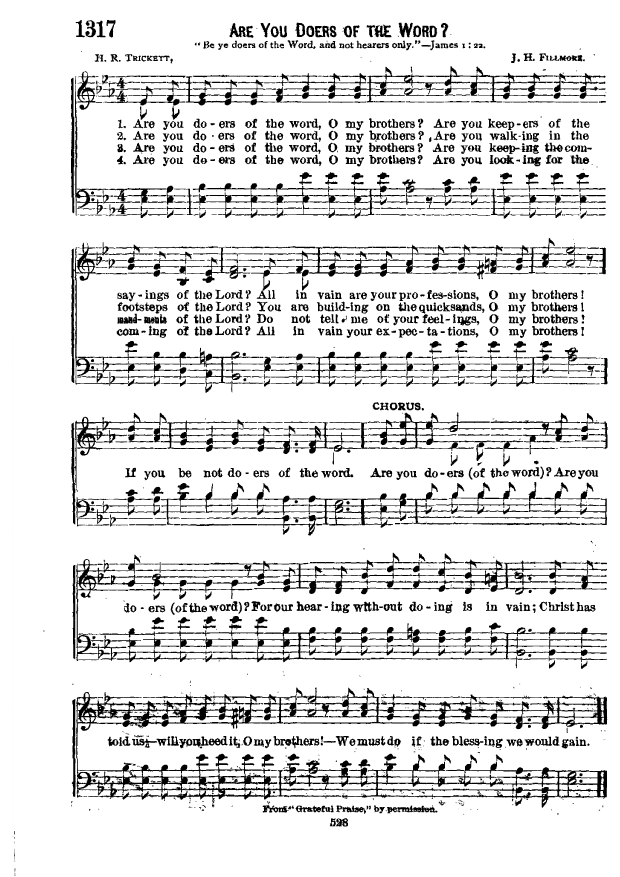 1317
ARE YOU DOERS OF THE WORD?
"Be ye doers of the Word, and not hearers only."—James 1:22.
H. R. TRICKETT,
J. H. FILLMORE.
1. Are you do-ers of the word, O my brothers? Are you keep-ers of the
2. Are you do-ers of the word, O my brothers? Are you walk-ing in the
3. Are you do-ers of the word, O my brothers? Are you keep-ing the com-
4. Are you do-ers of the word, O my brothers? Are you look-ing for the
say-ings of the Lord? All in vain are your pro-fes-sions, O my brothers!
footsteps of the Lord? You are build-ing on the quicksands, O my brothers!
mand-ments of the Lord? Do not tell me of your feel-ings, O my brothers!
com-ing of the Lord? All in vain your ex-pec-ta-tions, O my brothers!
CHORUS.
If you be not do-ers of the word. Are you do-ers (of the word)? Are you
do-ers (of the word)? For our hear-ing with-out do-ing is in vain; Christ has
told us,—will you heed it, O my brothers!—We must do if the bless-ing we would gain.
From "Grateful Praise," by permission.
528